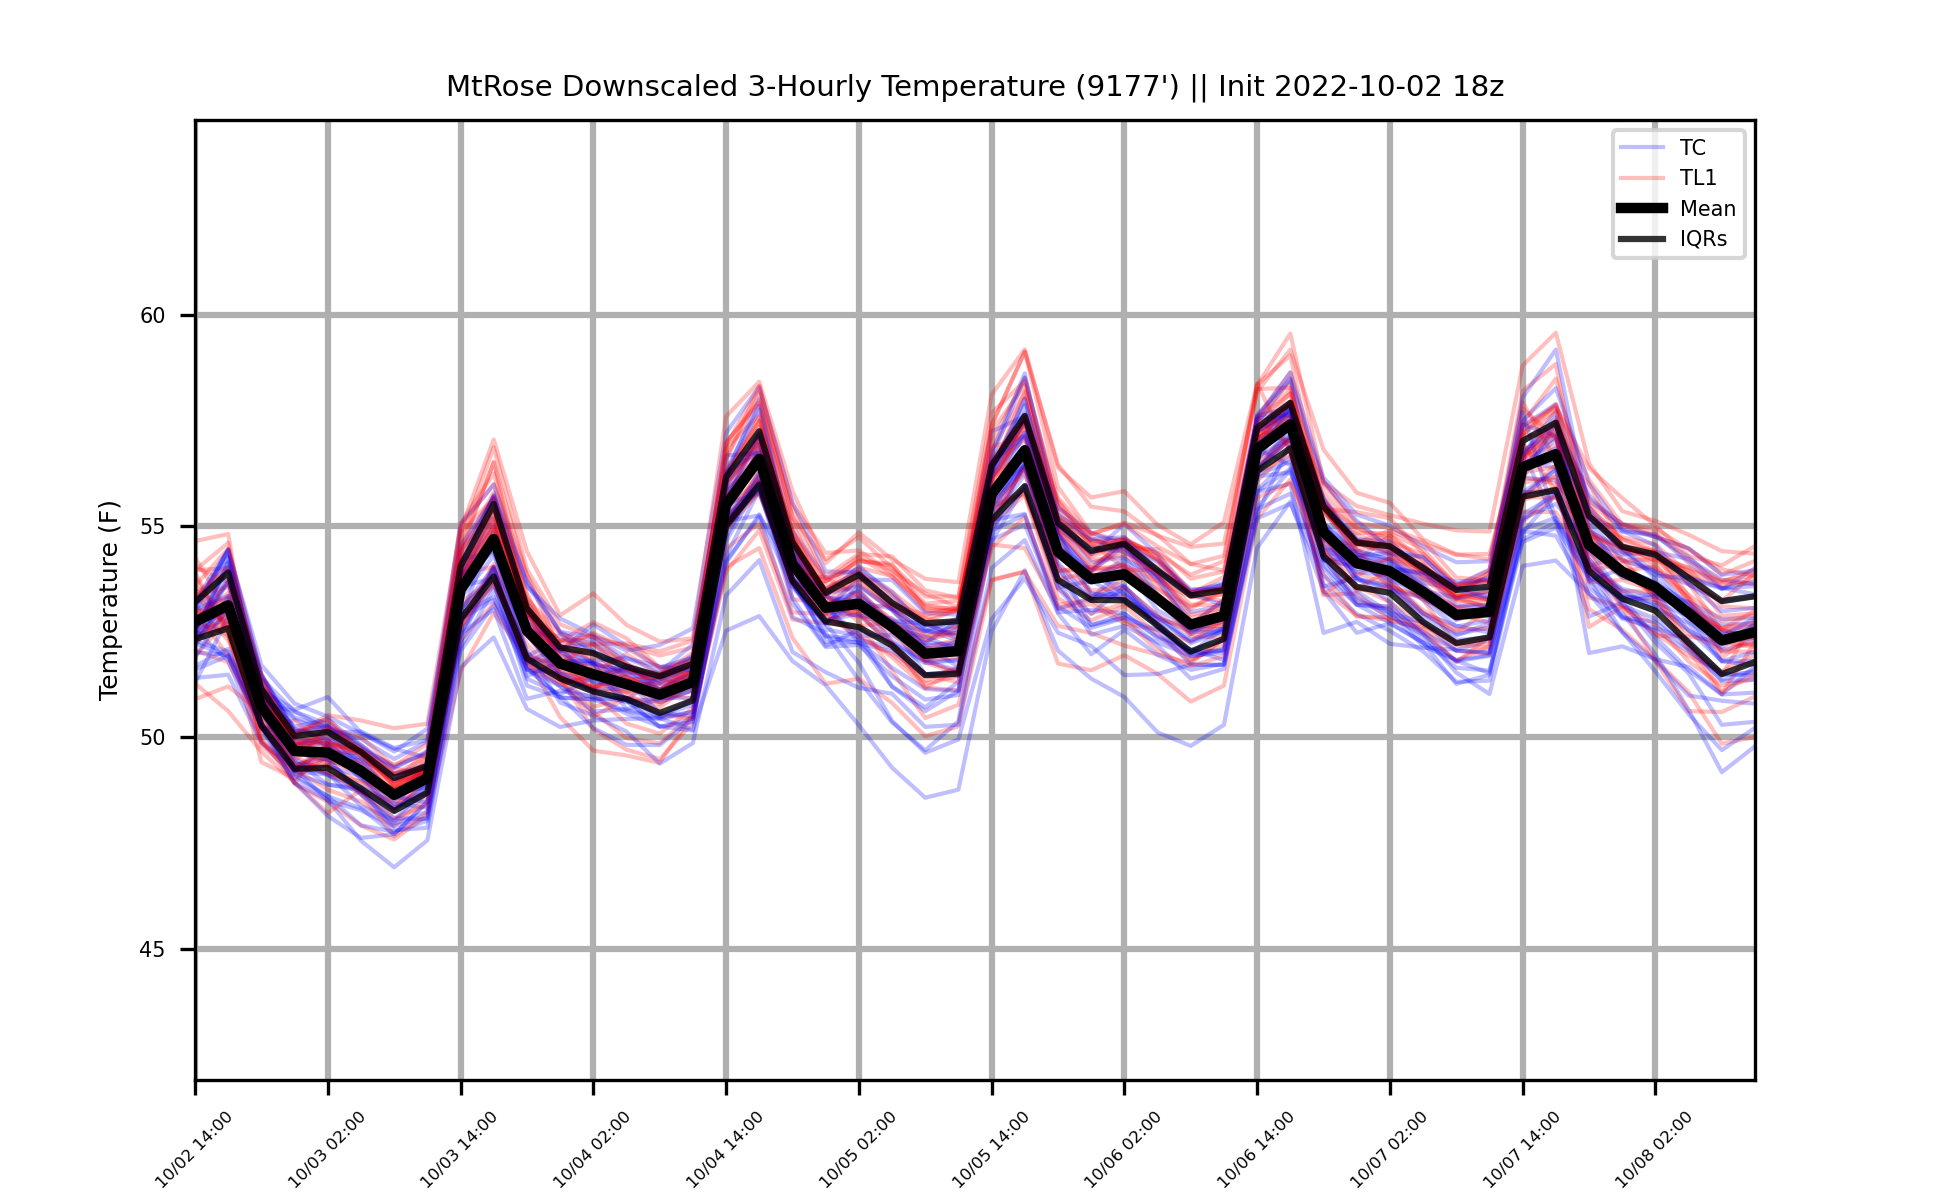 MtRose Downscaled 3-Hourly Temperature (9177') || Init 2022-10-02 18z
TC
TL1
Mean
IQRs
Temperature (F)
60
55
50
45
10/02 14:00
10/03 02:00
10/03 14:00
10/04 02:00
10/04 14:00
10/05 02:00
10/05 14:00
10/06 02:00
10/06 14:00
10/07 02:00
10/07 14:00
10/08 02:00